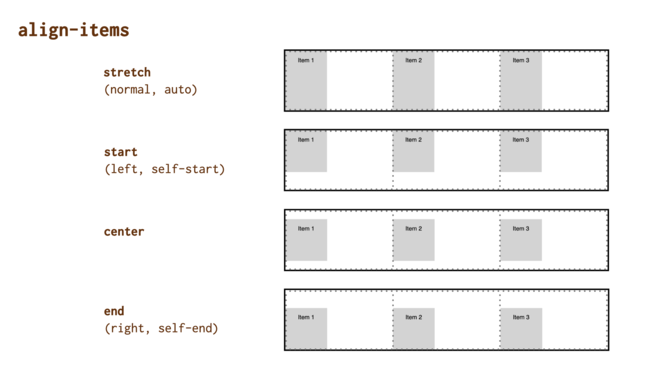 align-items
stretch
(normal, auto)
Item 1 Item 2 Item 3
start
(left, self-start)
Item 1 Item 2 Item 3
center
Item 1 Item 2 Item 3
end
(right, self-end)
Item 1 Item 2 Item 3